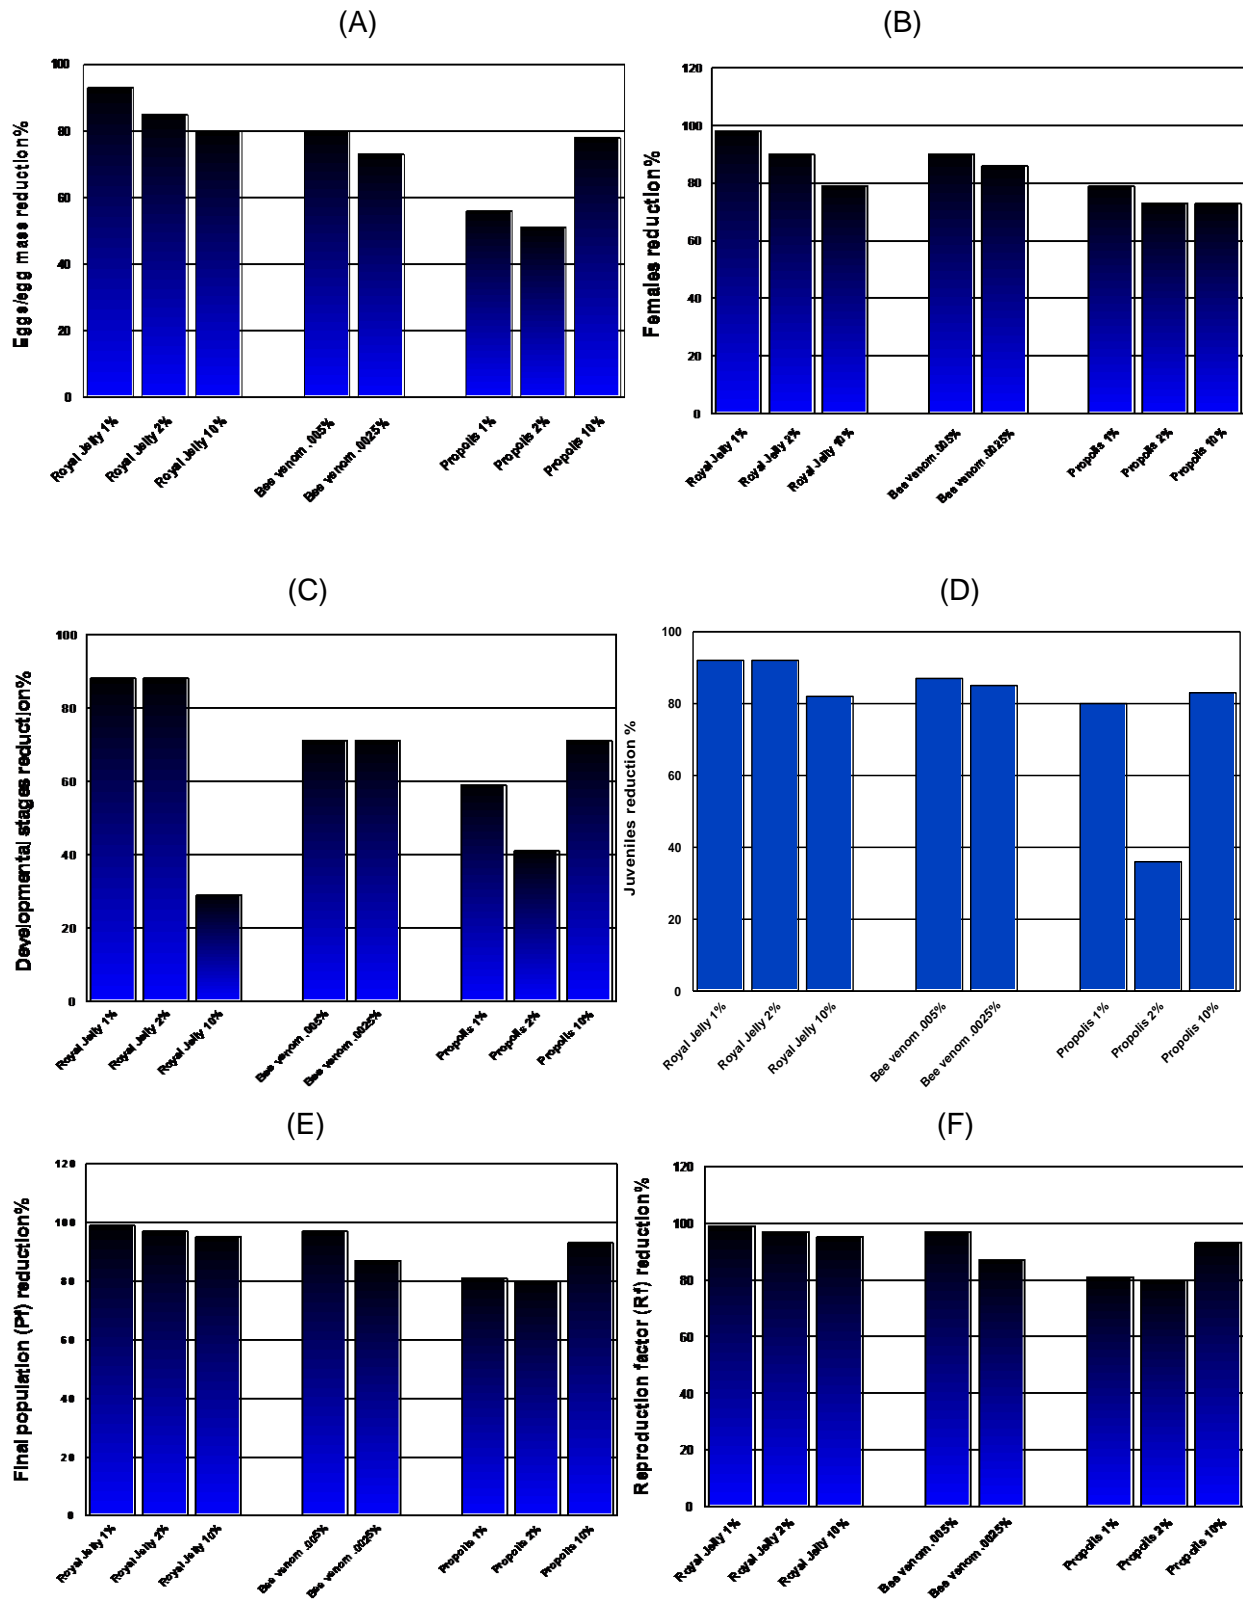 (A)
Eggs/egg mass reduction%
100
80
60
40
20
0
Royal Jelly 1%
Royal Jelly 2%
Royal Jelly 10%
Bee venom .005%
Bee venom .0025%
Propolis 1%
Propolis 2%
Propolis 10%
(B)
Females reduction%
120
100
80
60
40
20
0
Royal Jelly 1%
Royal Jelly 2%
Royal Jelly 10%
Bee venom .005%
Bee venom .0025%
Propolis 1%
Propolis 2%
Propolis 10%
(C)
Developmental stages reduction%
100
80
60
40
20
0
Royal Jelly 1%
Royal Jelly 2%
Royal Jelly 10%
Bee venom .005%
Bee venom .0025%
Propolis 1%
Propolis 2%
Propolis 10%
(D)
Juveniles reduction %
100
80
60
40
20
0
Royal Jelly 1%
Royal Jelly 2%
Royal Jelly 10%
Bee venom .005%
Bee venom .0025%
Propolis 1%
Propolis 2%
Propolis 10%
(E)
Final population (Pf) reduction%
120
100
80
60
40
20
0
Royal Jelly 1%
Royal Jelly 2%
Royal Jelly 10%
Bee venom .005%
Bee venom .0025%
Propolis 1%
Propolis 2%
Propolis 10%
(F)
Reproduction factor (Rf) reduction%
120
100
80
60
40
20
0
Royal Jelly 1%
Royal Jelly 2%
Royal Jelly 10%
Bee venom .005%
Bee venom .0025%
Propolis 1%
Propolis 2%
Propolis 10%